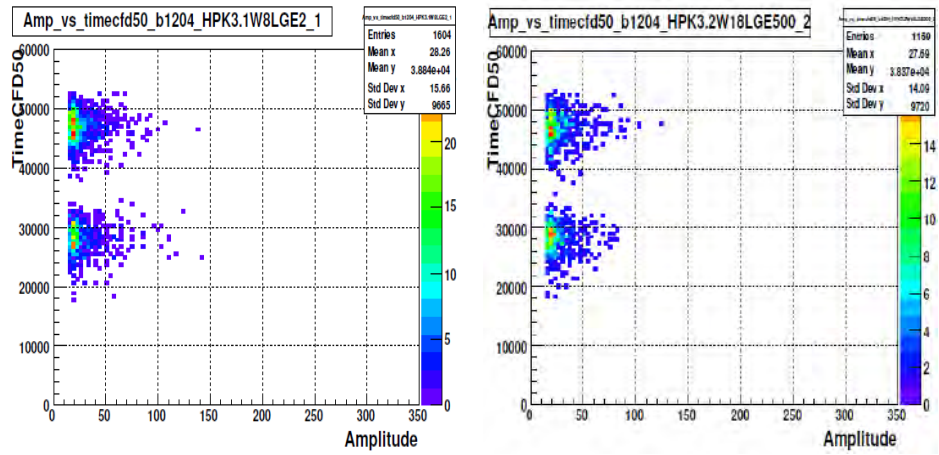 Amp_vs_timecfd50_b1204_HPK3.1W8LGE2_1
Amp_vs_timecfd50_b1204_HPK3.1W8LGE2_1
Entries 1604
Mean x 28.26
Mean y 3.884e+04
Std Dev x 15.66
Std Dev y 9665
TimeCFD50
60000
50000
40000
30000
20000
10000
0
0 50 100 150 200 250 300 350
Amplitude
20
15
10
5
0
Amp_vs_timecfd50_b1204_HPK3.2W18LGE500_2
Entries 1159
Mean x 27.69
Mean y 3.837e+04
Std Dev x 14.09
Std Dev y 9720
TimeCFD50
60000
50000
40000
30000
20000
10000
0
0 50 100 150 200 250 300 350
Amplitude
14
12
10
8
6
4
2
0